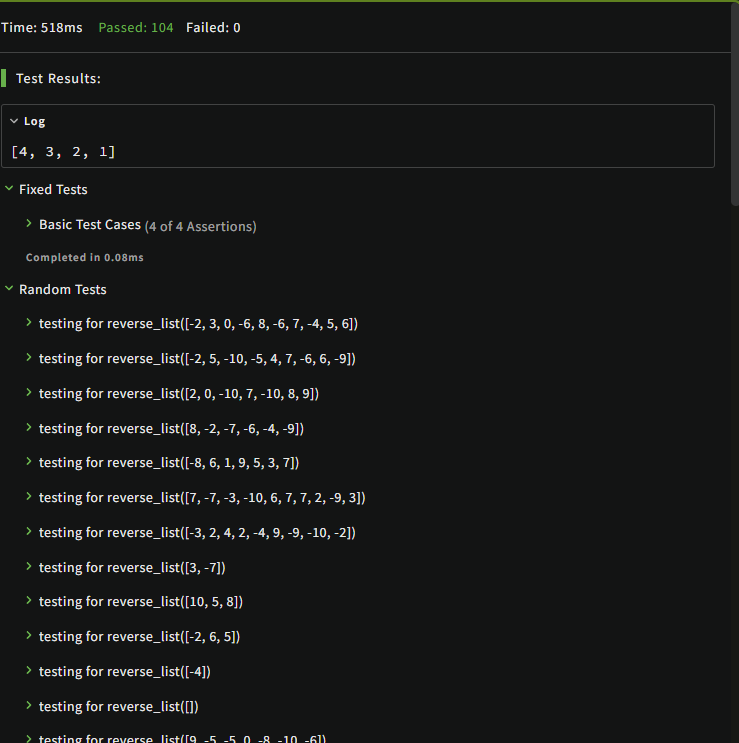 Time: 518ms Passed: 104 Failed: 0
Test Results:
Log
[4, 3, 2, 1]
Fixed Tests
Basic Test Cases (4 of 4 Assertions)
Completed in 0.08ms
Random Tests
testing for reverse_list([-2, 3, 0, -6, 8, -6, 7, -4, 5, 6])
testing for reverse_list([-2, 5, -10, -5, 4, 7, -6, 6, -9])
testing for reverse_list([2, 0, -10, 7, -10, 8, 9])
testing for reverse_list([8, -2, -7, -6, -4, -9])
testing for reverse_list([-8, 6, 1, 9, 5, 3, 7])
testing for reverse_list([7, -7, -3, -10, 6, 7, 7, 2, -9, 3])
testing for reverse_list([-3, 2, 4, 2, -4, 9, -9, -10, -2])
testing for reverse_list([3, -7])
testing for reverse_list([10, 5, 8])
testing for reverse_list([-2, 6, 5])
testing for reverse_list([-4])
testing for reverse_list([])
testing for reverse_list([9, -5, -5, 0, -8, -10, -6])